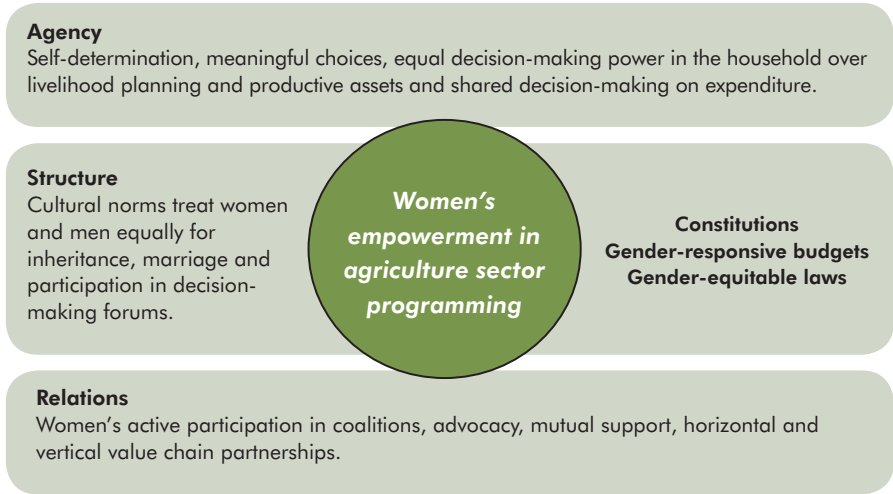 Agency
Self-determination, meaningful choices, equal decision-making power in the household over
livelihood planning and productive assets and shared decision-making on expenditure.
Structure
Cultural norms treat women
and men equally for
inheritance, marriage and
participation in decision-
making forums.
Women's
empowerment in
agriculture sector
programming
Constitutions
Gender-responsive budgets
Gender-equitable laws
Relations
Women's active participation in coalitions, advocacy, mutual support, horizontal and
vertical value chain partnerships.